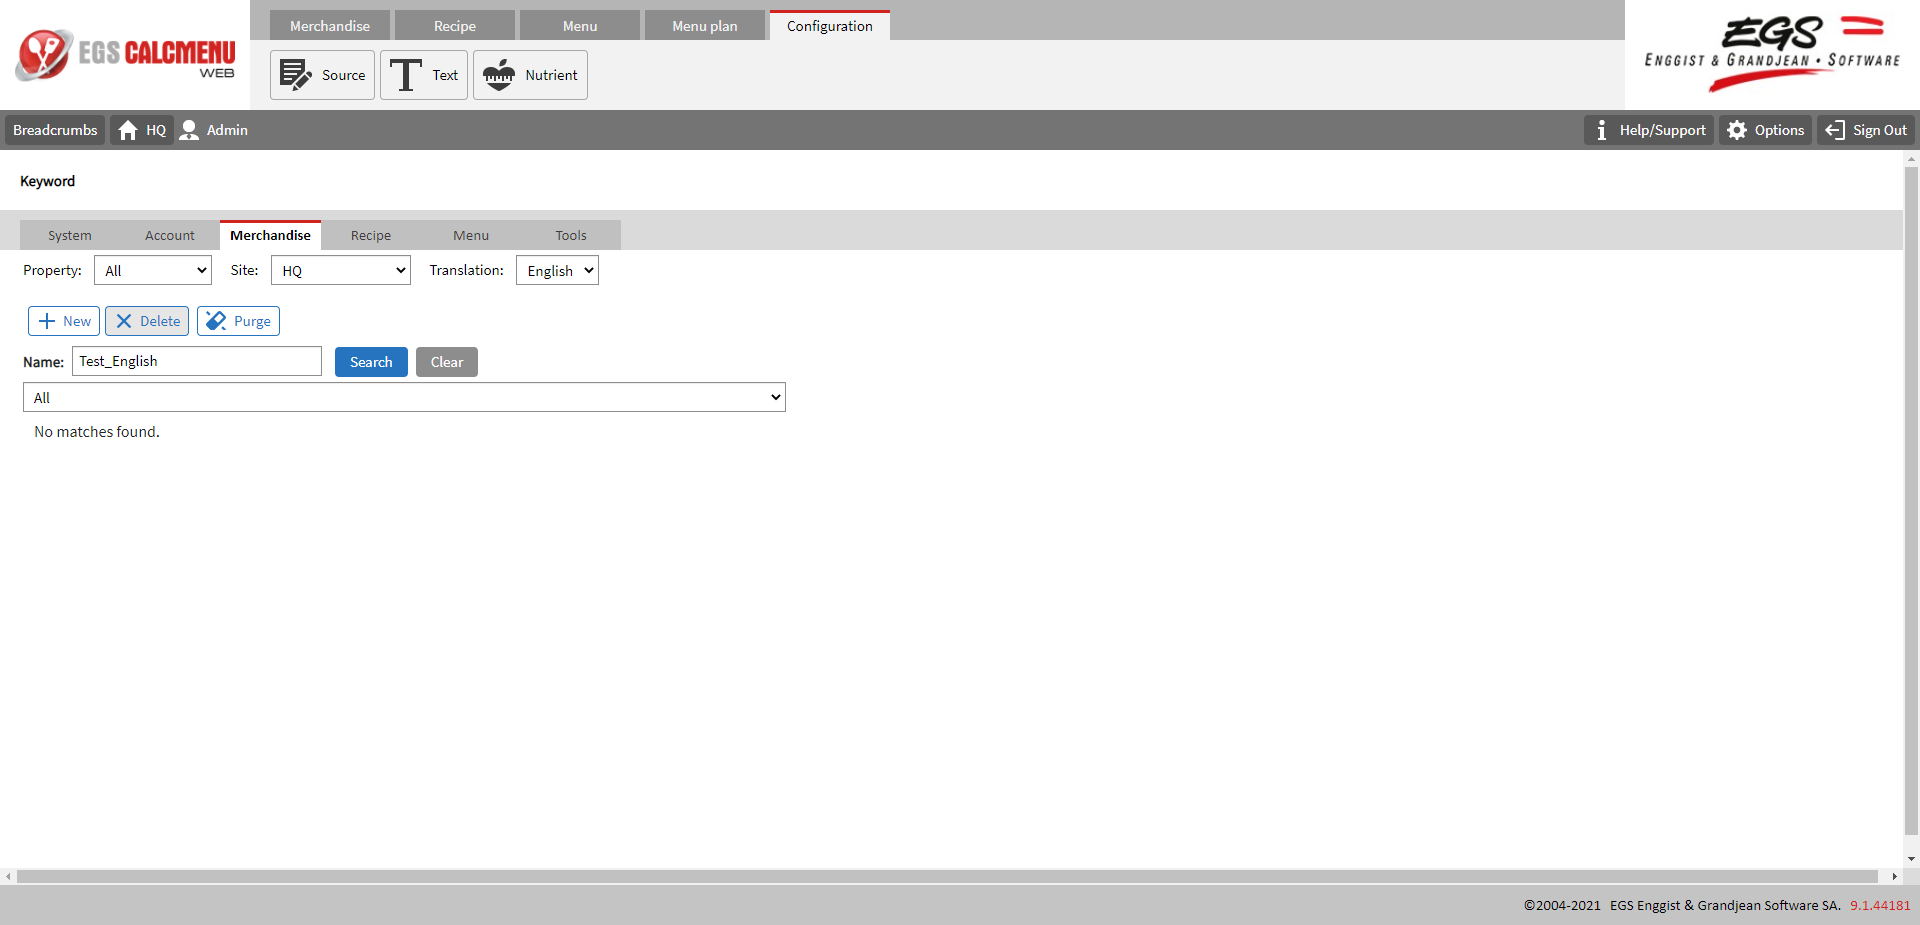 EGS CALCMENU
WEB
Merchandise Recipe Menu Menu plan Configuration
Source Text Nutrient
EGS
ENGGIST & GRANDJEAN • SOFTWARE
Breadcrumbs HQ Admin Help/Support Options Sign Out
Keyword
System Account Merchandise Recipe Menu Tools
Property: All Site: HQ Translation: English
New Delete Purge
Name: Test_English Search Clear
All
No matches found.
©2004-2021 EGS Enggist & Grandjean Software SA. 9.1.44181